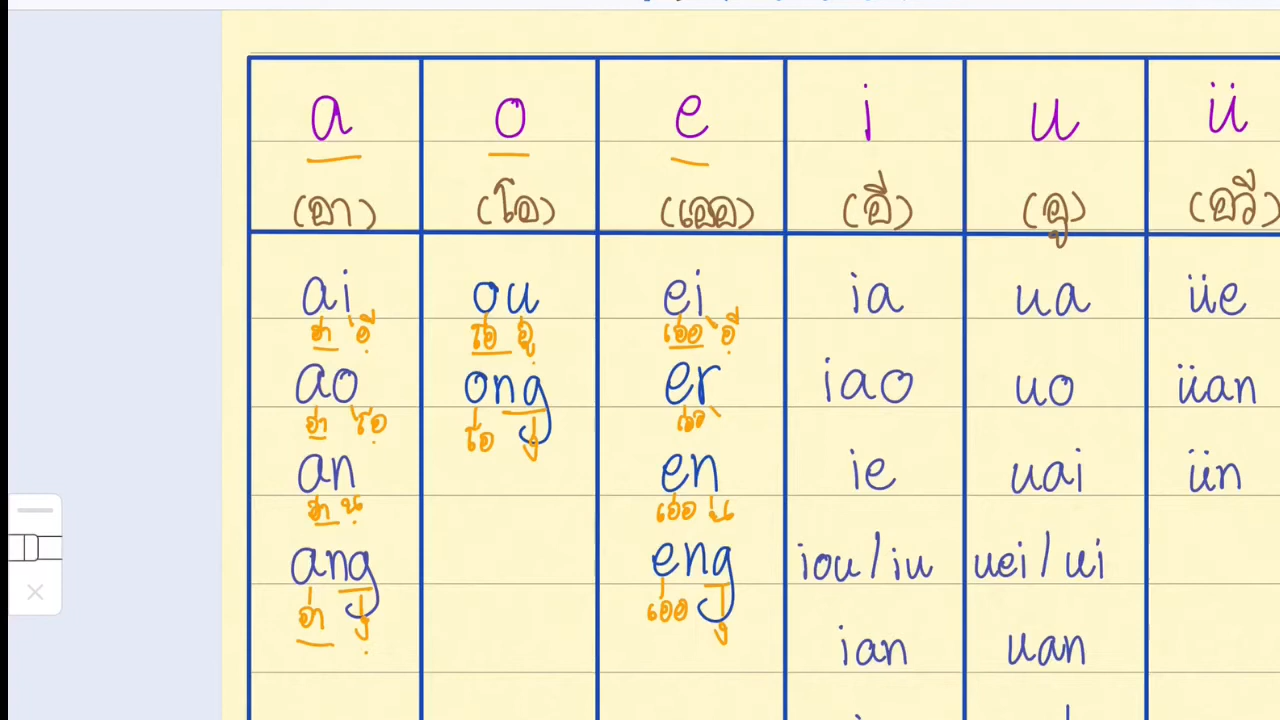 a o e i u ü
(อา) (โอ) (เออ) (อี) (อู) (อวี)
ai ou ei ia ua üe
อ่า อี โอ่ อู เอ่อ อี
ao ong er iao uo üan
อ่า โอ โอ่ ง เอ่อ
an en ie uai ün
อ่า น เอ่อ น
ang eng iou/iu uei/ui
อ่า ง เอ่อ ง
ian uan